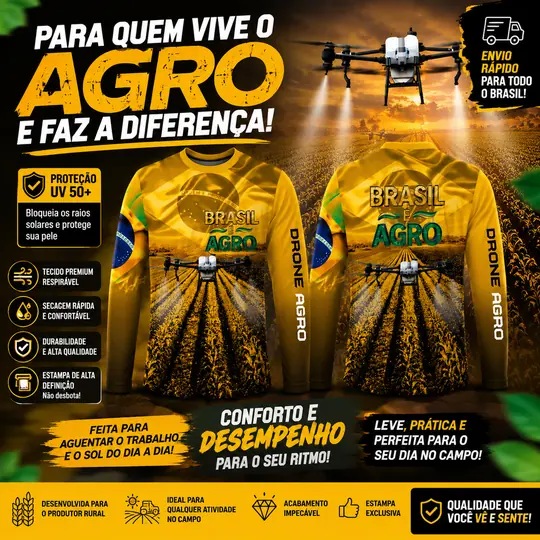 PARA QUEM VIVE O
AGRO
E FAZ A DIFERENÇA!
ENVIO
RÁPIDO
PARA TODO
O BRASIL!
PROTEÇÃO
UV 50+
Bloqueia os raios
solares e protege
sua pele
TECIDO PREMIUM
RESPIRÁVEL
SECAGEM RÁPIDA
E CONFORTÁVEL
DURABILIDADE
E ALTA QUALIDADE
ESTAMPA DE ALTA
DEFINIÇÃO
Não desbota!
BRASIL
É
AGRO
DRONE AGRO
BRASIL
É
AGRO
DRONE AGRO
FEITA PARA
AGUENTAR O TRABALHO
E O SOL DO DIA A DIA!
CONFORTO E
DESEMPENHO
PARA O SEU RITMO!
LEVE, PRÁTICA E
PERFEITA PARA O
SEU DIA NO CAMPO!
DESENVOLVIDA PARA
O PRODUTOR RURAL
IDEAL PARA
QUALQUER ATIVIDADE
NO CAMPO
ACABAMENTO
IMPECÁVEL
ESTAMPA
EXCLUSIVA
QUALIDADE QUE
VOCÊ VÊ E SENTE!